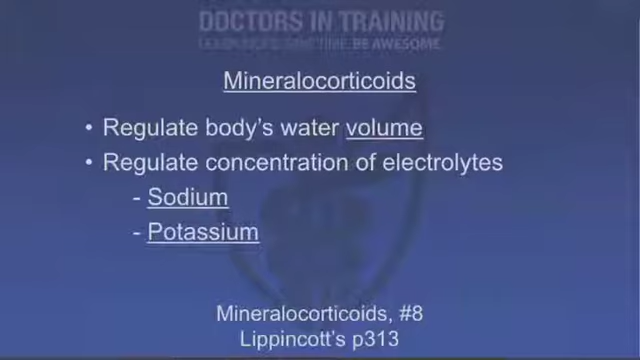 DOCTORS IN TRAINING
BE AWESOME
Mineralocorticoids
• Regulate body's water volume
• Regulate concentration of electrolytes
- Sodium
- Potassium
Mineralocorticoids, #8
Lippincott's p313